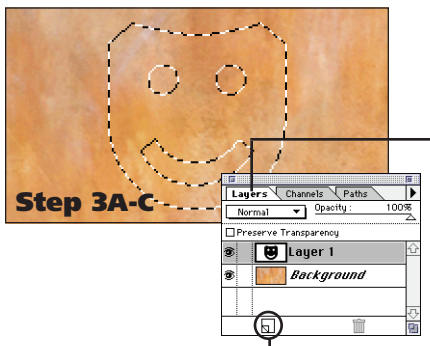 Step 3A-C
Layers Channels Paths
Normal Opacity: 100%
Preserve Transparency
Layer 1
Background